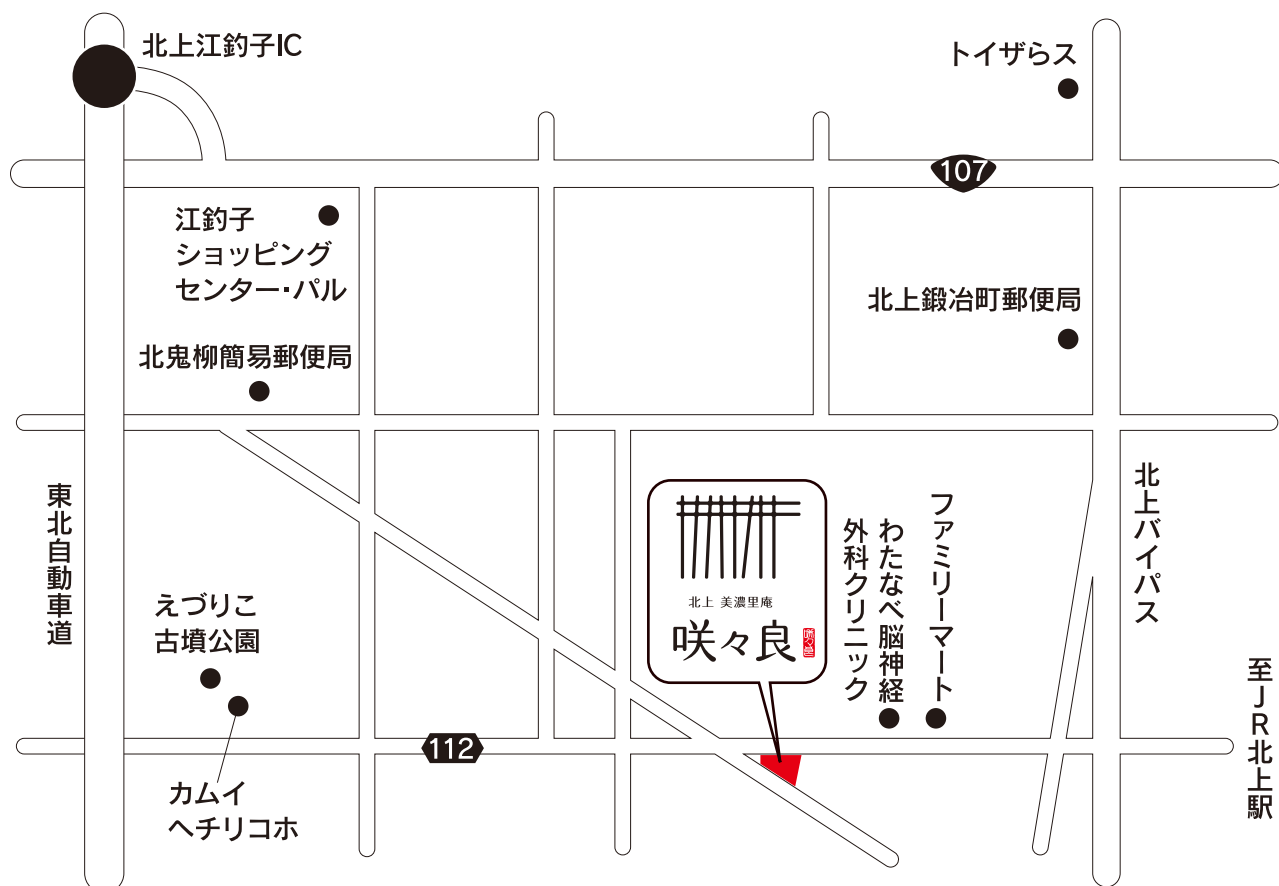 北上江釣子IC
トイザらス
107
江釣子
ショッピング
センター・パル
北上鍛冶町郵便局
北鬼柳簡易郵便局
東北自動車道
北上バイパス
ファミリーマート
わたなべ脳神経
外科クリニック
北上 美濃里庵
咲々良
えづりこ
古墳公園
至JR北上駅
112
カムイ
ヘチリコホ